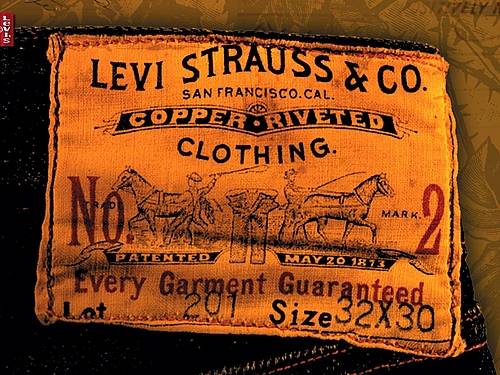 LEVI'S
LEVI STRAUSS & CO.
SAN FRANCISCO.CAL.
COPPER·RIVETED
CLOTHING.
No. MARK. 2
PATENTED MAY 20 1873
Every Garment Guaranteed
Lot 201 Size 32X30